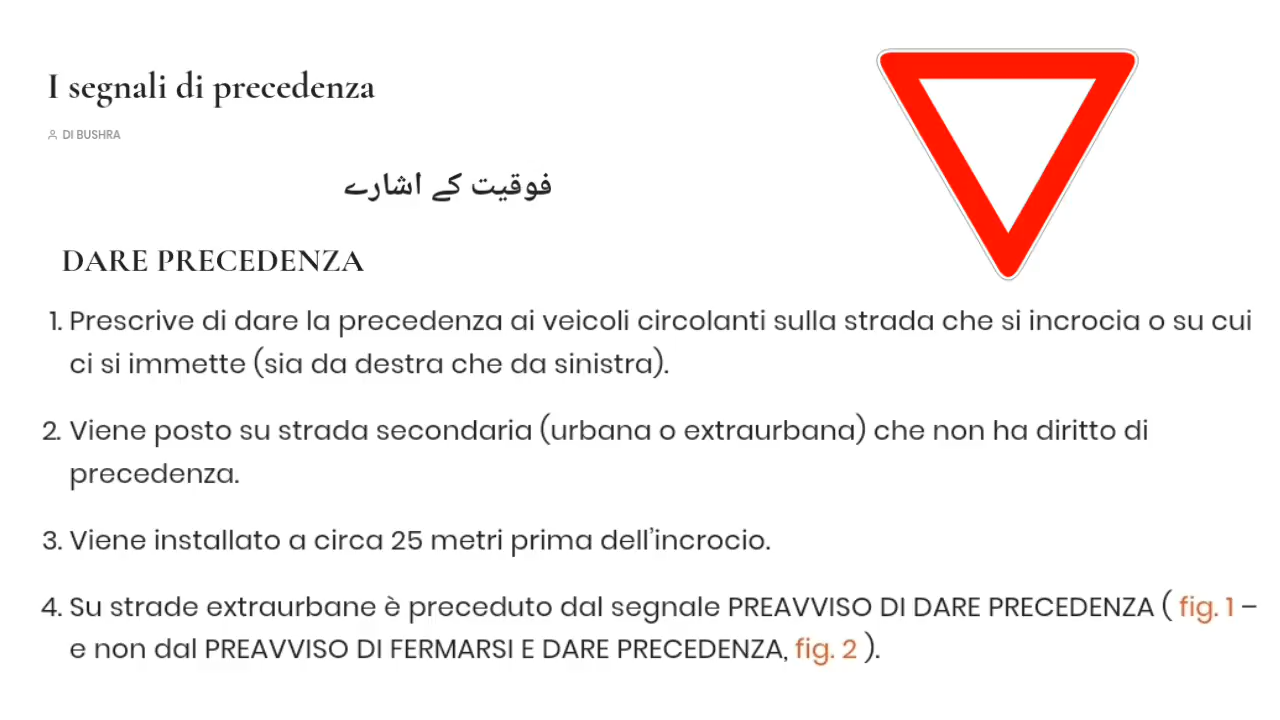 I segnali di precedenza
DI BUSHRA
فوقیت کے اشارے
DARE PRECEDENZA
1. Prescrive di dare la precedenza ai veicoli circolanti sulla strada che si incrocia o su cui
ci si immette (sia da destra che da sinistra).
2. Viene posto su strada secondaria (urbana o extraurbana) che non ha diritto di
precedenza.
3. Viene installato a circa 25 metri prima dell’incrocio.
4. Su strade extraurbane è preceduto dal segnale PREAVVISO DI DARE PRECEDENZA ( fig. 1 –
e non dal PREAVVISO DI FERMARSI E DARE PRECEDENZA, fig. 2 ).